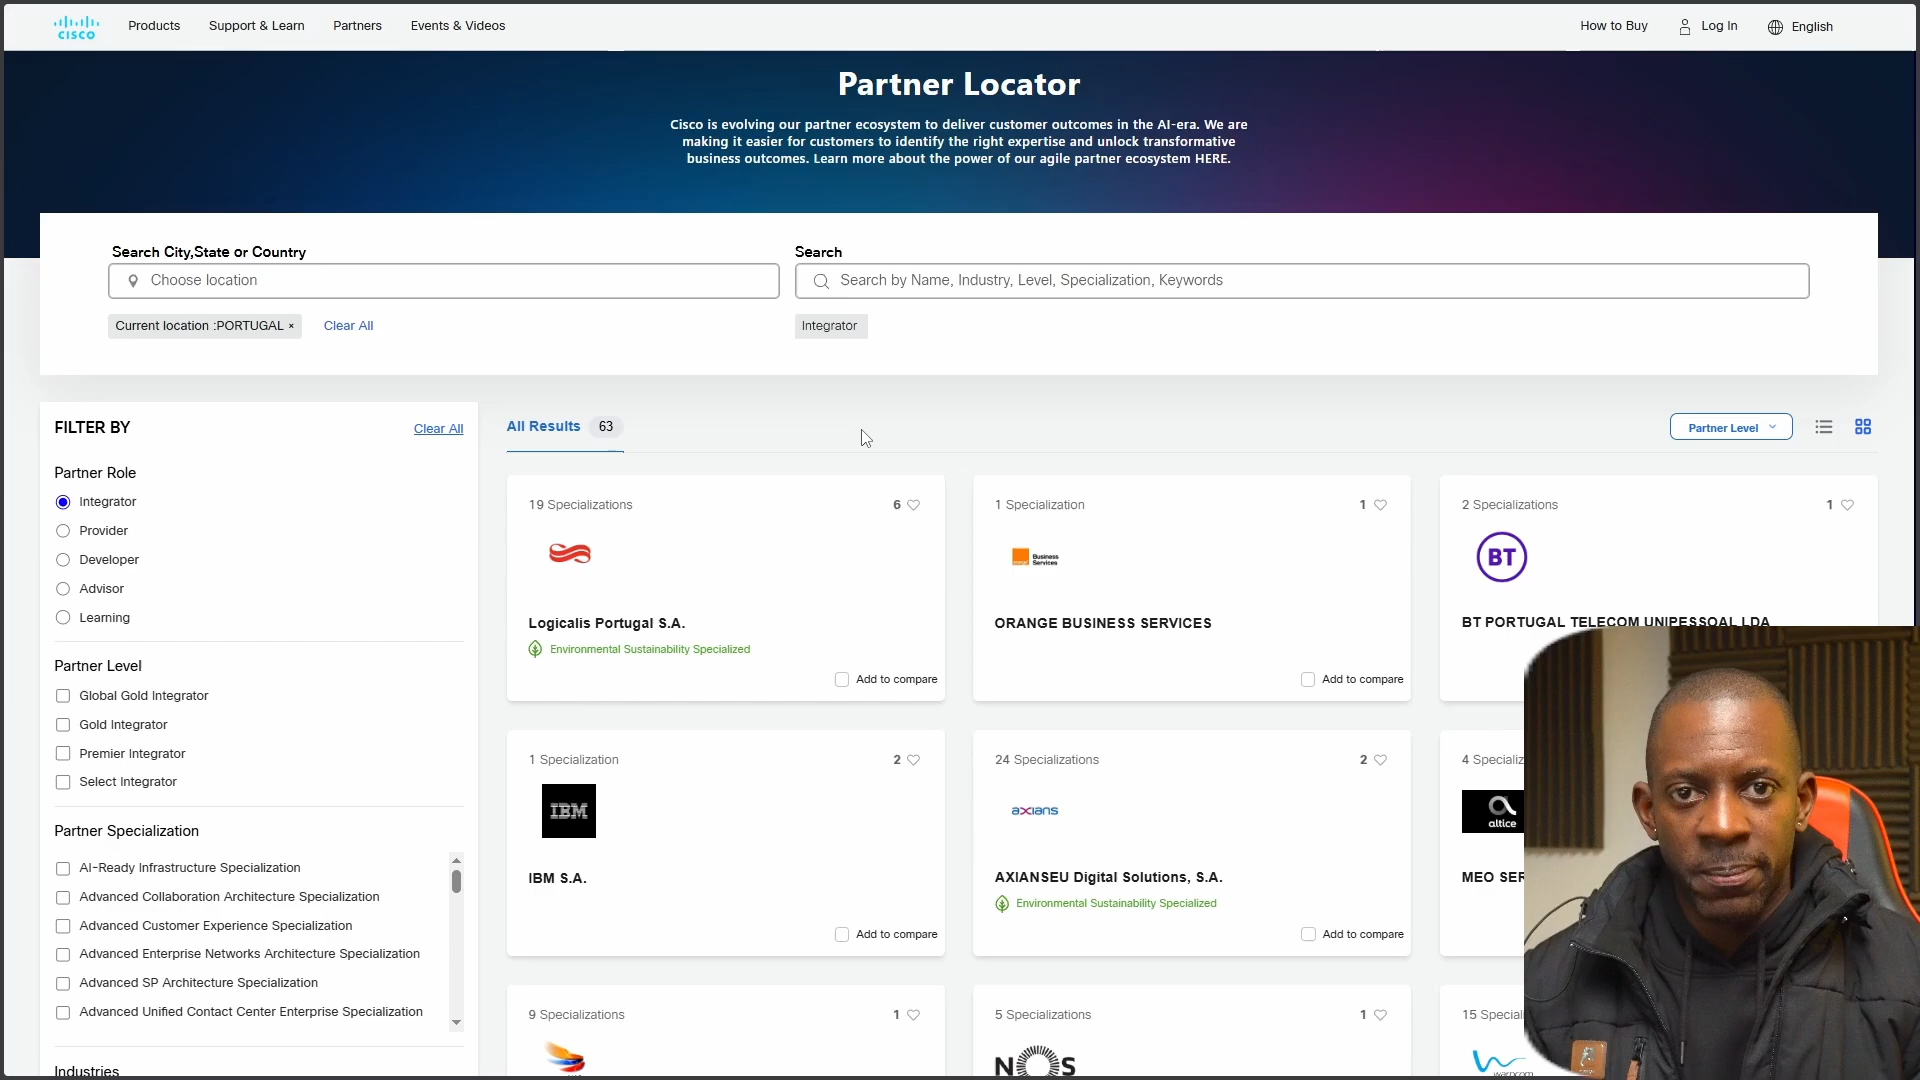 cisco
Products
Support & Learn
Partners
Events & Videos
How to Buy
Log In
English
Partner Locator
Cisco is evolving our partner ecosystem to deliver customer outcomes in the AI-era. We are
making it easier for customers to identify the right expertise and unlock transformative
business outcomes. Learn more about the power of our agile partner ecosystem HERE.
Search City,State or Country
Choose location
Current location :PORTUGAL ×
Clear All
Search
Search by Name, Industry, Level, Specialization, Keywords
Integrator
FILTER BY
Clear All
Partner Role
Integrator
Provider
Developer
Advisor
Learning
Partner Level
Global Gold Integrator
Gold Integrator
Premier Integrator
Select Integrator
Partner Specialization
AI-Ready Infrastructure Specialization
Advanced Collaboration Architecture Specialization
Advanced Customer Experience Specialization
Advanced Enterprise Networks Architecture Specialization
Advanced SP Architecture Specialization
Advanced Unified Contact Center Enterprise Specialization
Industries
All Results 63
Partner Level
19 Specializations 6
Logicalis Portugal S.A.
Environmental Sustainability Specialized
Add to compare
1 Specialization 1
Business
Services
ORANGE BUSINESS SERVICES
Add to compare
2 Specializations 1
BT
BT PORTUGAL TELECOM UNIPESSOAL LDA
1 Specialization 2
IBM
IBM S.A.
Add to compare
24 Specializations 2
axians
AXIANSEU Digital Solutions, S.A.
Environmental Sustainability Specialized
Add to compare
4 Specializ
altice
MEO SER
9 Specializations 1
5 Specializations 1
NOS
15 Special
warpcom